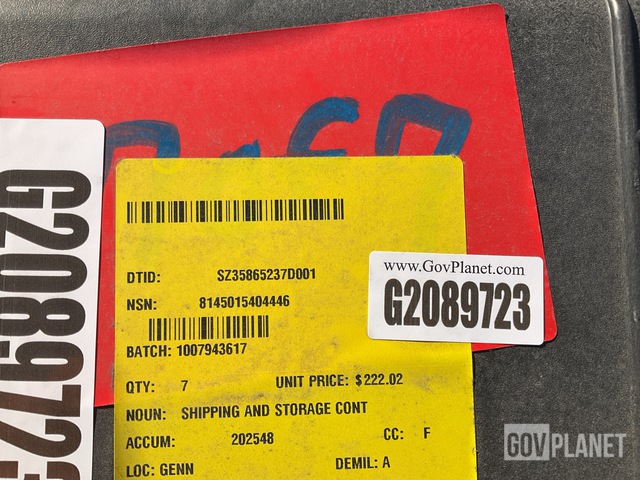 G2089723
DTID: SZ35865237D001
NSN: 8145015404446
BATCH: 1007943617
QTY: 7 UNIT PRICE: $222.02
NOUN: SHIPPING AND STORAGE CONT
ACCUM: 202548 CC: F
LOC: GENN DEMIL: A
www.GovPlanet.com
G2089723
GOVPLANET